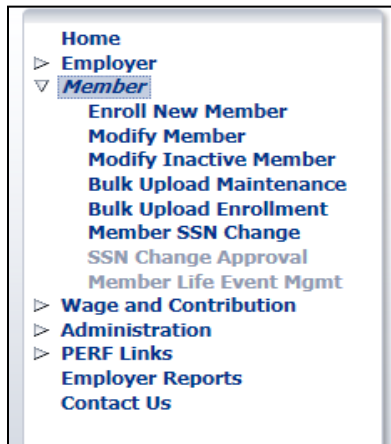 Home
Employer
Member
Enroll New Member
Modify Member
Modify Inactive Member
Bulk Upload Maintenance
Bulk Upload Enrollment
Member SSN Change
SSN Change Approval
Member Life Event Mgmt
Wage and Contribution
Administration
PERF Links
Employer Reports
Contact Us